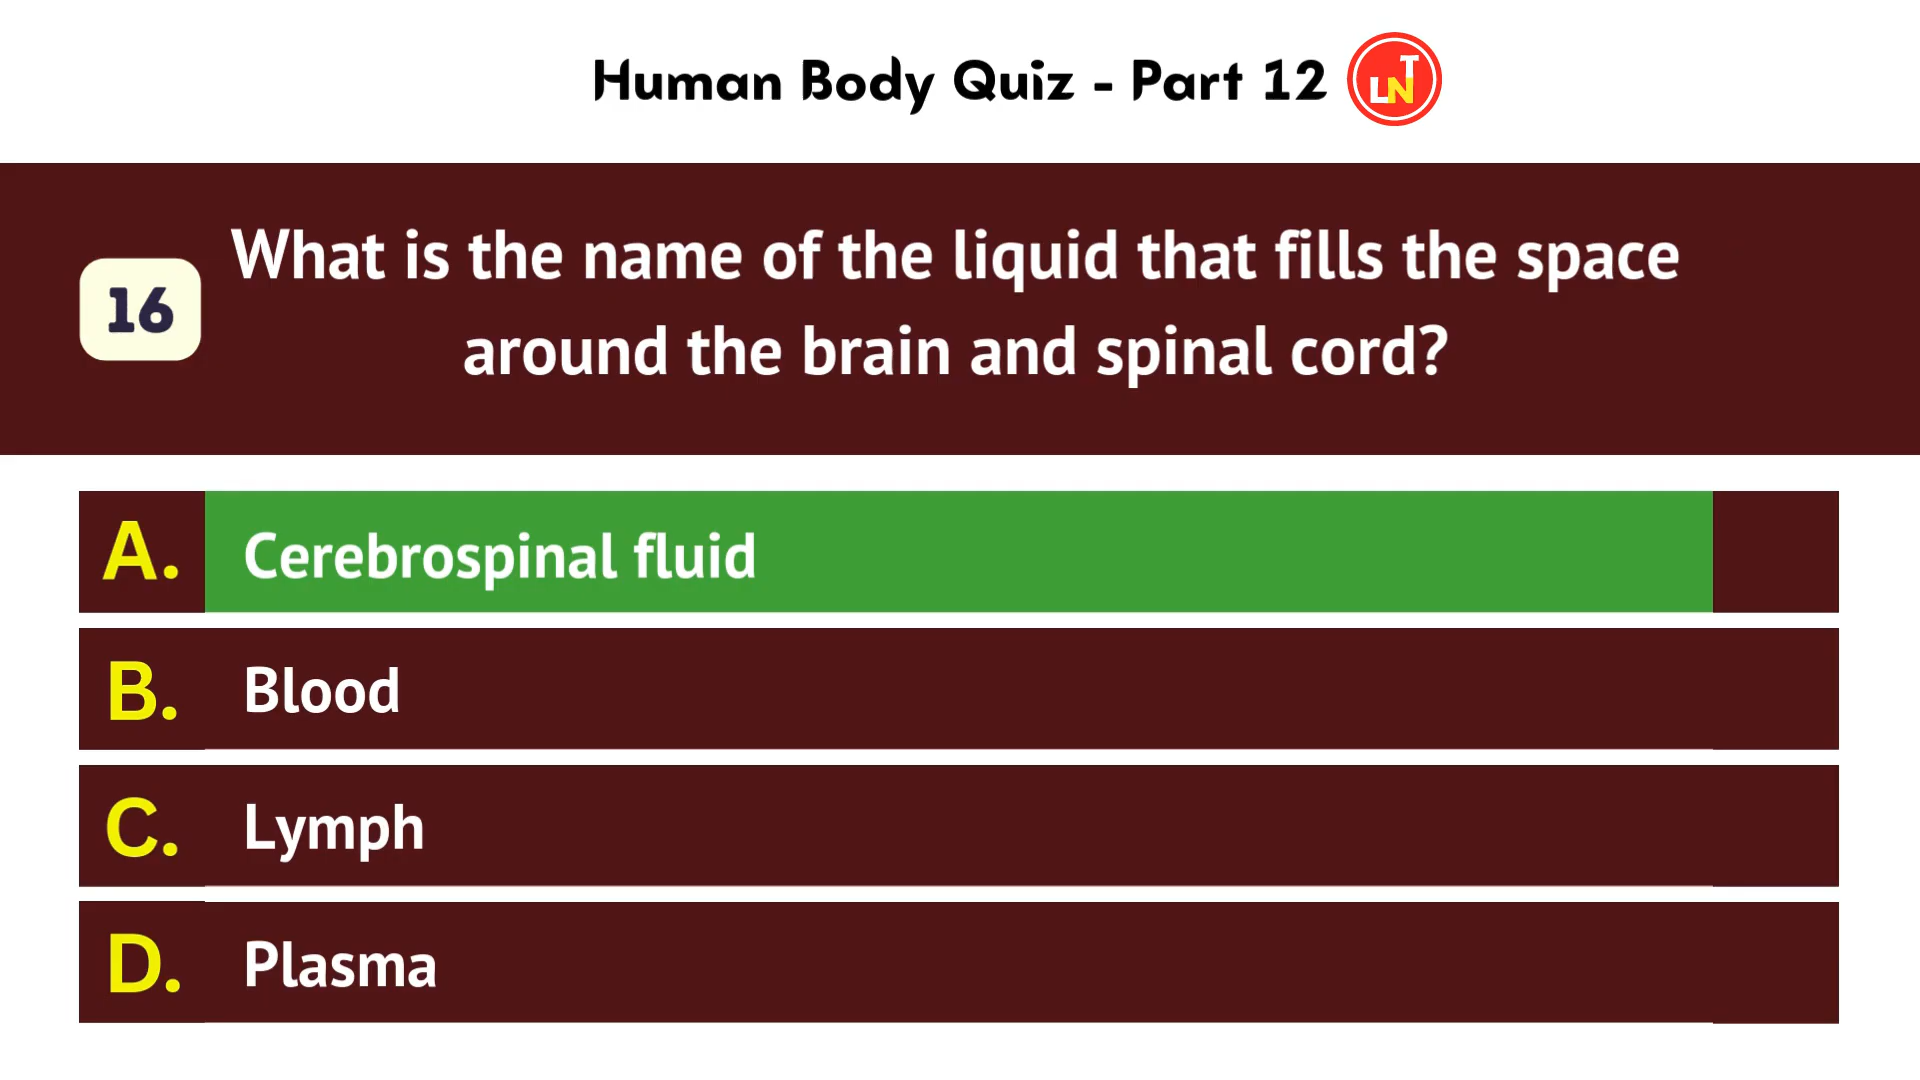 Human Body Quiz - Part 12
LNT
What is the name of the liquid that fills the space
16
around the brain and spinal cord?
A. Cerebrospinal fluid
B. Blood
C. Lymph
D. Plasma